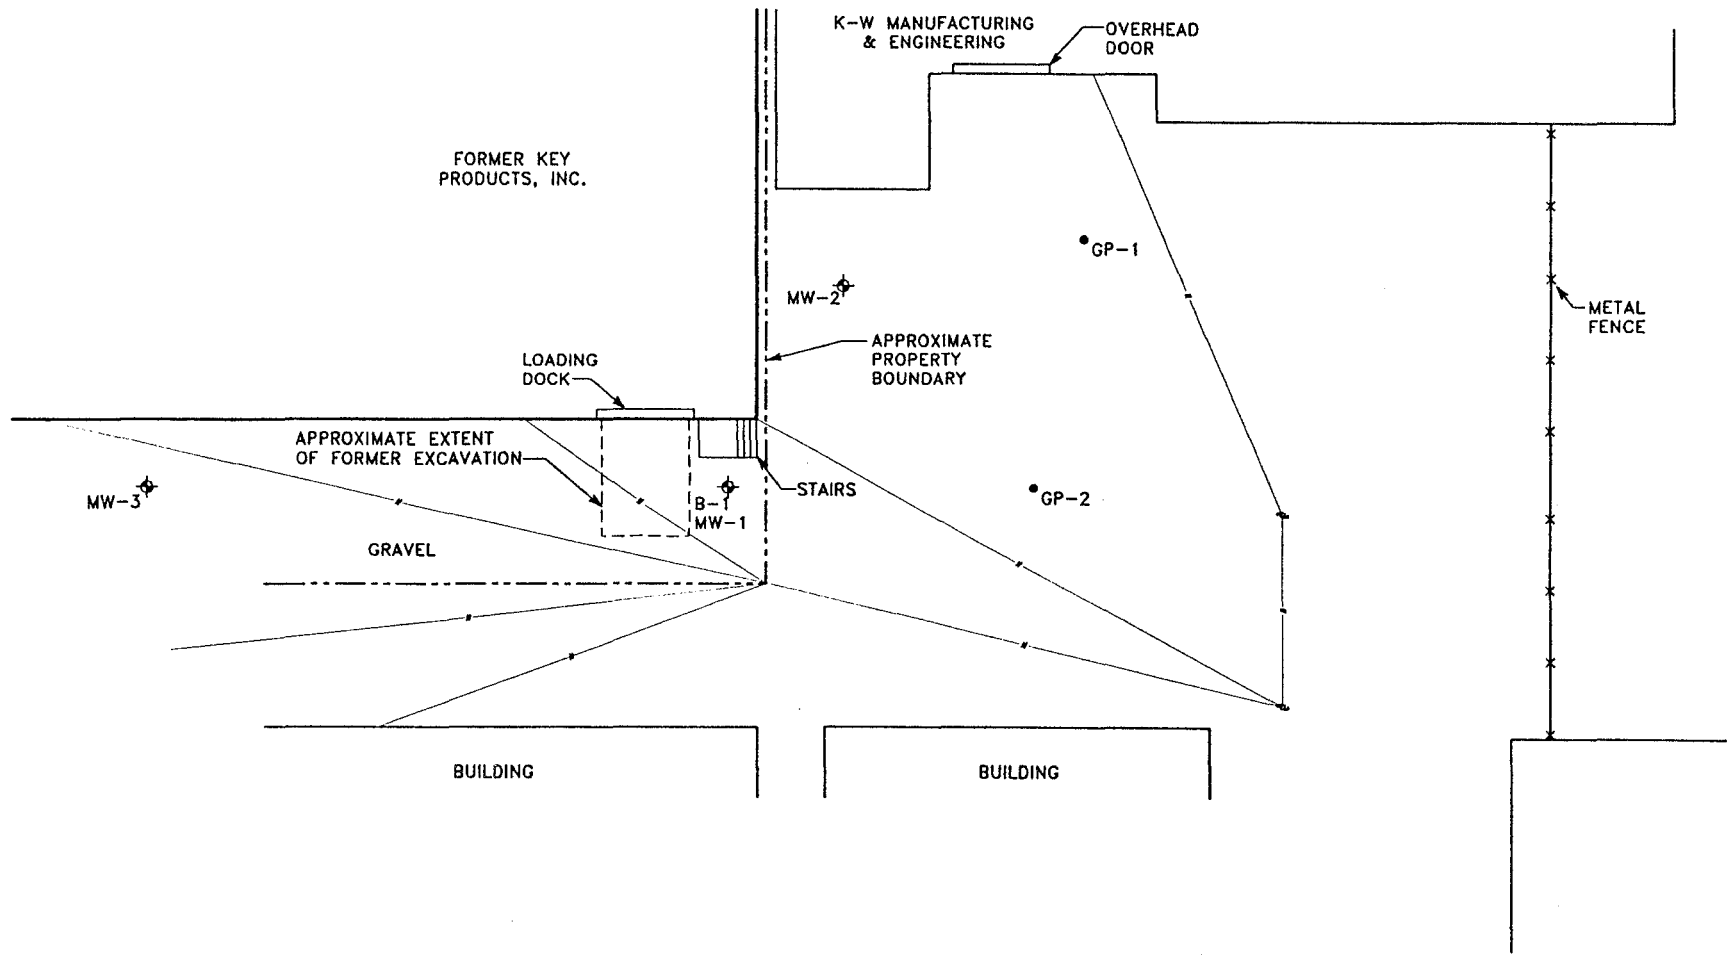 K-W MANUFACTURING
& ENGINEERING
OVERHEAD
DOOR
FORMER KEY
PRODUCTS, INC.
GP-1
MW-2
METAL
FENCE
APPROXIMATE
PROPERTY
BOUNDARY
LOADING
DOCK
APPROXIMATE EXTENT
OF FORMER EXCAVATION
MW-3
B-1
MW-1
STAIRS
GP-2
GRAVEL
BUILDING
BUILDING